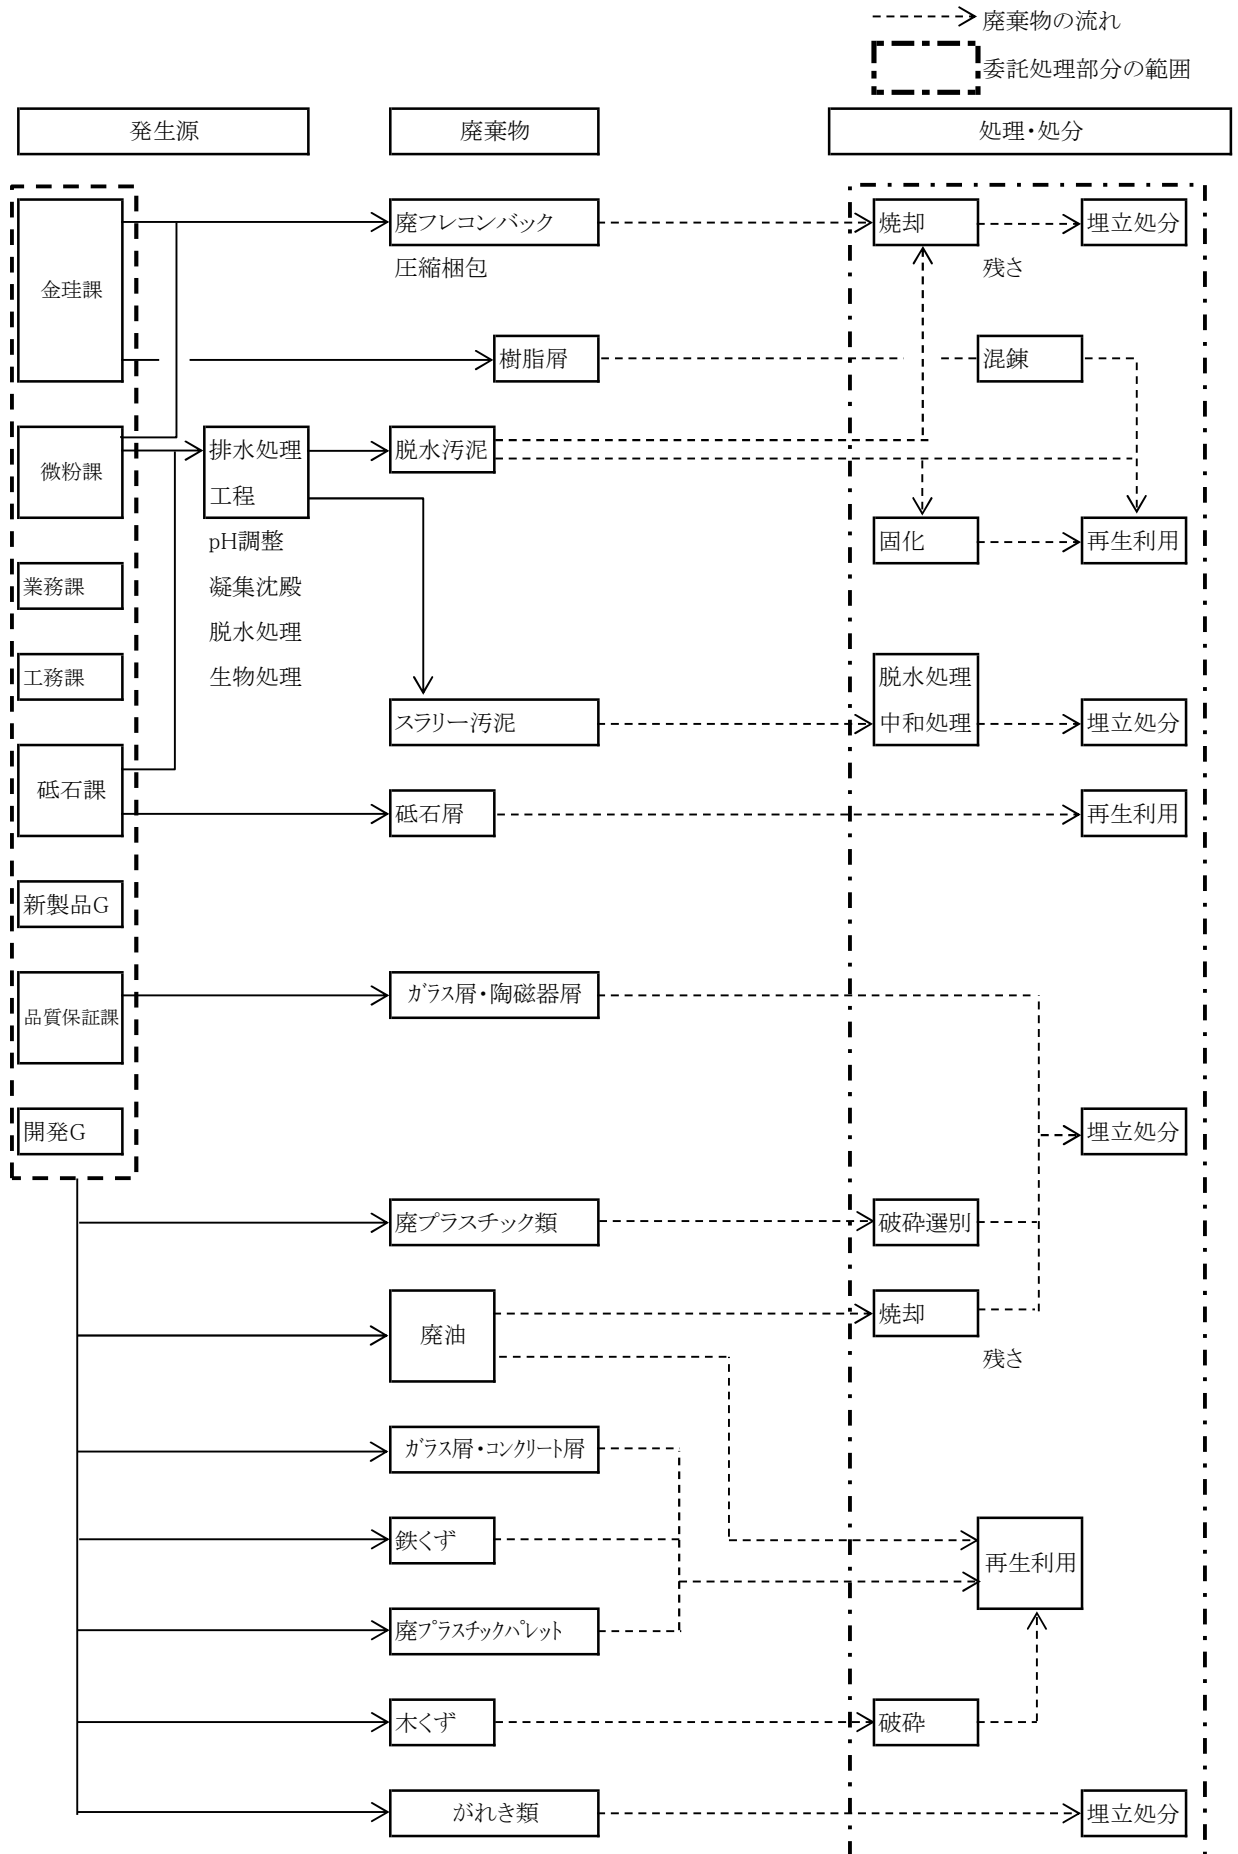 廃棄物の流れ
委託処理部分の範囲
発生源
廃棄物
処理・処分
金珪課
廃フレコンバック
圧縮梱包
焼却
残さ
埋立処分
樹脂屑
混錬
微粉課
排水処理
工程
pH調整
凝集沈殿
脱水処理
生物処理
脱水汚泥
固化
再生利用
業務課
工務課
スラリー汚泥
脱水処理
中和処理
埋立処分
砥石課
砥石屑
再生利用
新製品G
品質保証課
ガラス屑・陶磁器屑
開発G
埋立処分
廃プラスチック類
破砕選別
廃油
焼却
残さ
ガラス屑・コンクリート屑
鉄くず
再生利用
廃プラスチックパレット
木くず
破砕
がれき類
埋立処分